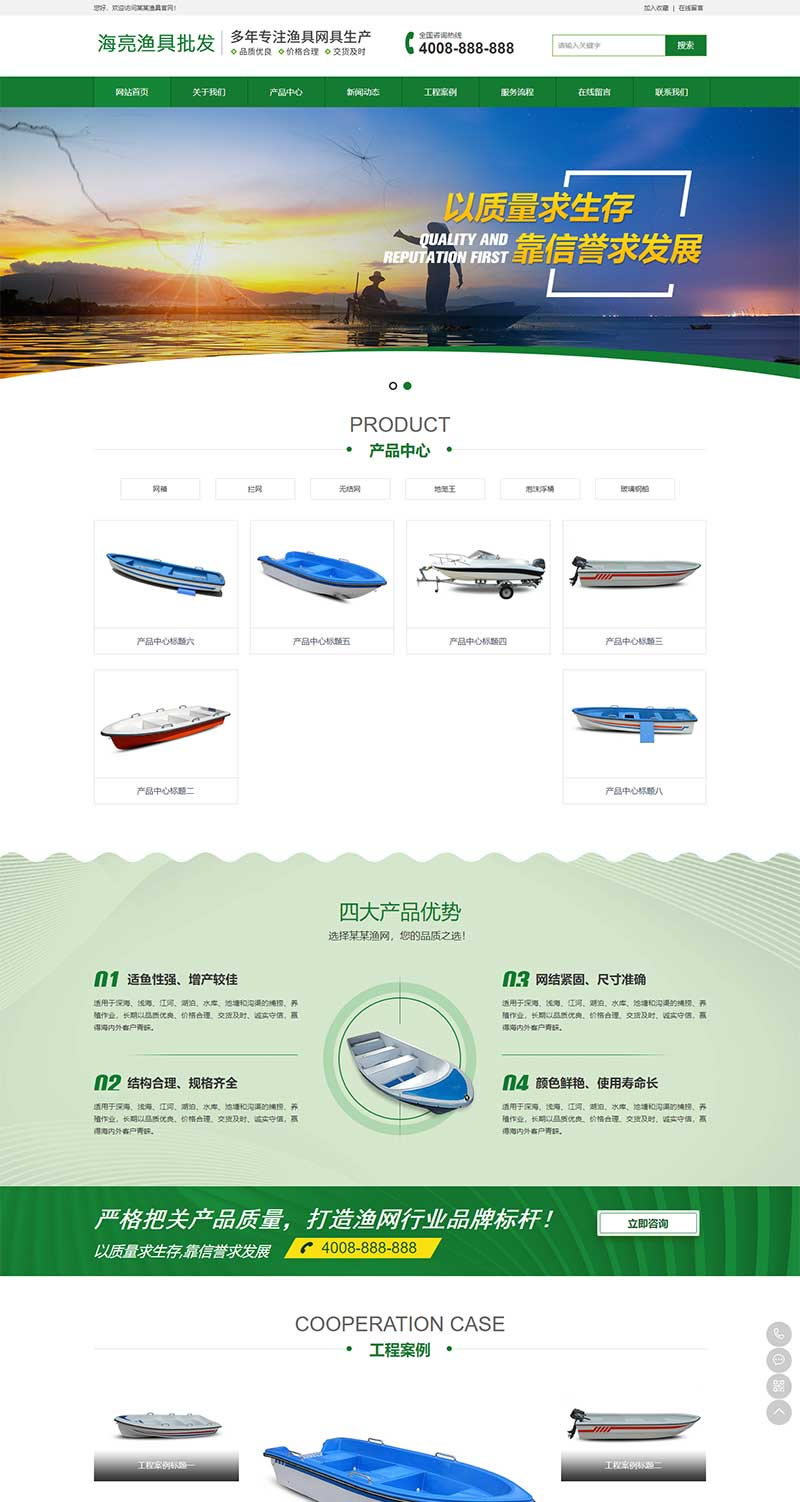 您好，欢迎访问某某渔具官网！
加入收藏 | 在线留言
海亮渔具批发
多年专注渔具网具生产
品质优良 价格合理 交货及时
全国咨询热线
4008-888-888
请输入关键字
搜索
网站首页 关于我们 产品中心 新闻动态 工程案例 服务流程 在线留言 联系我们
以质量求生存
QUALITY AND
REPUTATION FIRST
靠信誉求发展
PRODUCT
产品中心
网箱 拦网 无结网 地笼王 泡沫浮桶 玻璃钢船
产品中心标题六 产品中心标题五 产品中心标题四 产品中心标题三
产品中心标题二 产品中心标题八
四大产品优势
选择某某渔网，您的品质之选！
01 适鱼性强、增产较佳
适用于深海、浅海、江河、湖泊、水库、池塘和沟渠的捕捞、养
殖作业，长期以品质优良、价格合理、交货及时、诚实守信，赢
得海内外客户青睐。
02 结构合理、规格齐全
适用于深海、浅海、江河、湖泊、水库、池塘和沟渠的捕捞、养
殖作业，长期以品质优良、价格合理、交货及时、诚实守信，赢
得海内外客户青睐。
03 网结紧固、尺寸准确
适用于深海、浅海、江河、湖泊、水库、池塘和沟渠的捕捞、养
殖作业，长期以品质优良、价格合理、交货及时、诚实守信，赢
得海内外客户青睐。
04 颜色鲜艳、使用寿命长
适用于深海、浅海、江河、湖泊、水库、池塘和沟渠的捕捞、养
殖作业，长期以品质优良、价格合理、交货及时、诚实守信，赢
得海内外客户青睐。
严格把关产品质量，打造渔网行业品牌标杆！
以质量求生存,靠信誉求发展
4008-888-888
立即咨询
COOPERATION CASE
工程案例
工程案例标题一
工程案例标题二